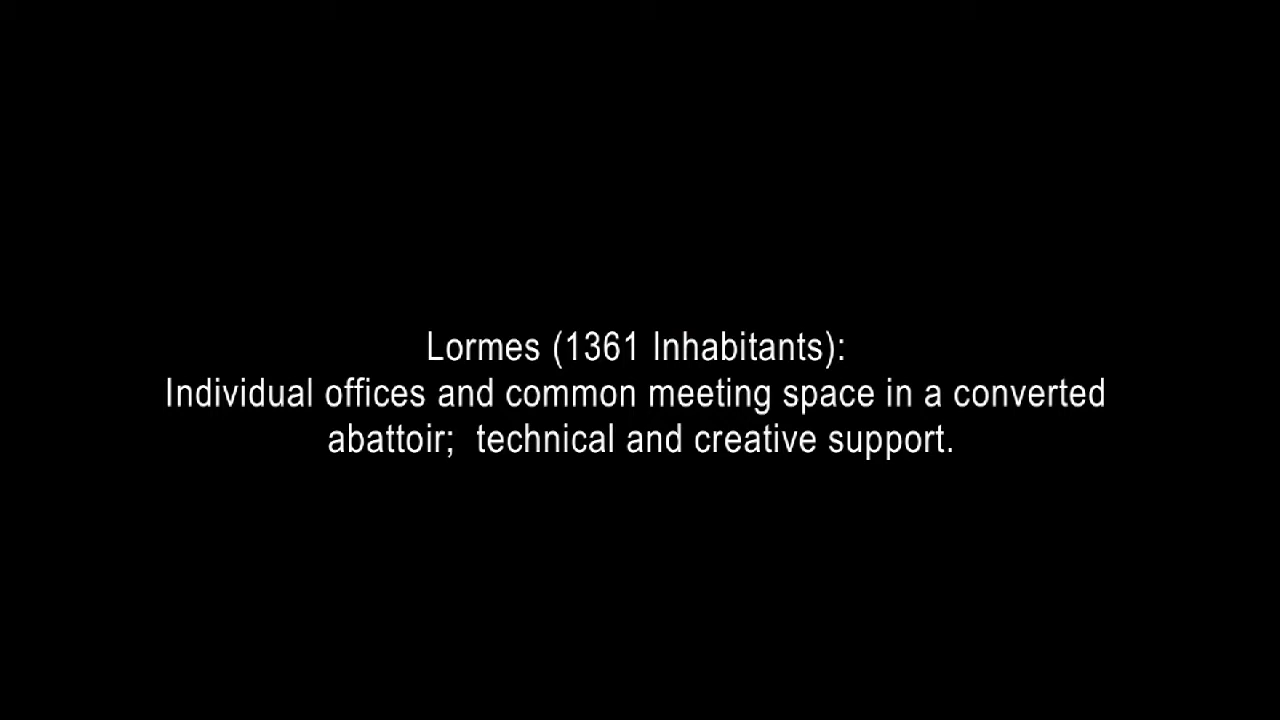 Lormes (1361 Inhabitants):
Individual offices and common meeting space in a converted
abattoir;  technical and creative support.